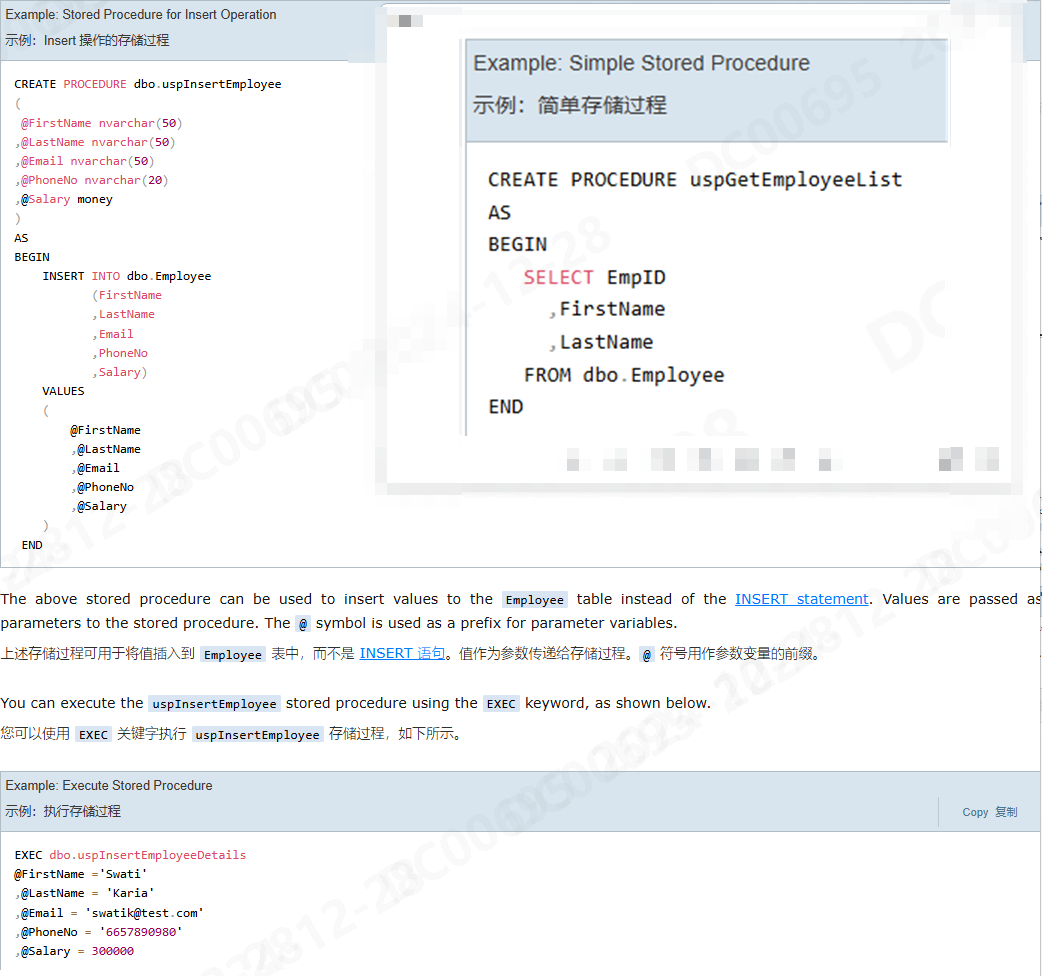 Example: Stored Procedure for Insert Operation
示例：Insert 操作的存储过程
CREATE PROCEDURE dbo.uspInsertEmployee
(
@FirstName nvarchar(50)
,@LastName nvarchar(50)
,@Email nvarchar(50)
,@PhoneNo nvarchar(20)
,@Salary money
)
AS
BEGIN
INSERT INTO dbo.Employee
(FirstName
,LastName
,Email
,PhoneNo
,Salary)
VALUES
(
@FirstName
,@LastName
,@Email
,@PhoneNo
,@Salary
)
END
Example: Simple Stored Procedure
示例：简单存储过程
CREATE PROCEDURE uspGetEmployeeList
AS
BEGIN
SELECT EmpID
,FirstName
,LastName
FROM dbo.Employee
END
The above stored procedure can be used to insert values to the Employee table instead of the INSERT statement. Values are passed as
parameters to the stored procedure. The @ symbol is used as a prefix for parameter variables.
上述存储过程可用于将值插入到 Employee 表中，而不是 INSERT 语句。值作为参数传递给存储过程。@ 符号用作参数变量的前缀。
You can execute the uspInsertEmployee stored procedure using the EXEC keyword, as shown below.
您可以使用 EXEC 关键字执行 uspInsertEmployee 存储过程，如下所示。
Example: Execute Stored Procedure
示例：执行存储过程
Copy 复制
EXEC dbo.uspInsertEmployeeDetails
@FirstName ='Swati'
,@LastName = 'Karia'
,@Email = 'swatik@test.com'
,@PhoneNo = '6657890980'
,@Salary = 300000
DC00695